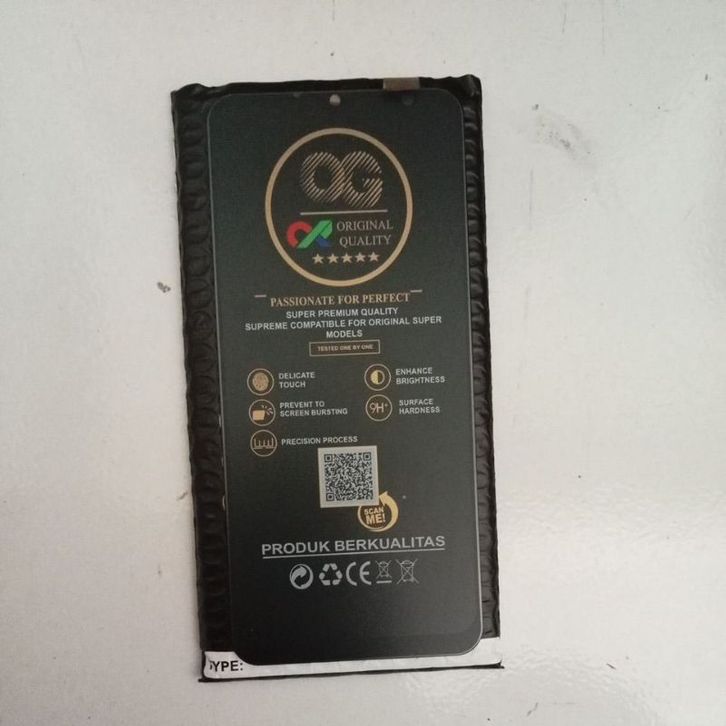 OG
ORIGINAL
QUALITY
PASSIONATE FOR PERFECT
SUPER PREMIUM QUALITY
SUPREME COMPATIBLE FOR ORIGINAL SUPER
MODELS
TESTED ONE BY ONE
DELICATE
TOUCH
ENHANCE
BRIGHTNESS
PREVENT TO
SCREEN BURSTING
9H+
SURFACE
HARDNESS
PRECISION PROCESS
SCAN
ME!
PRODUK BERKUALITAS
CE
YPE: